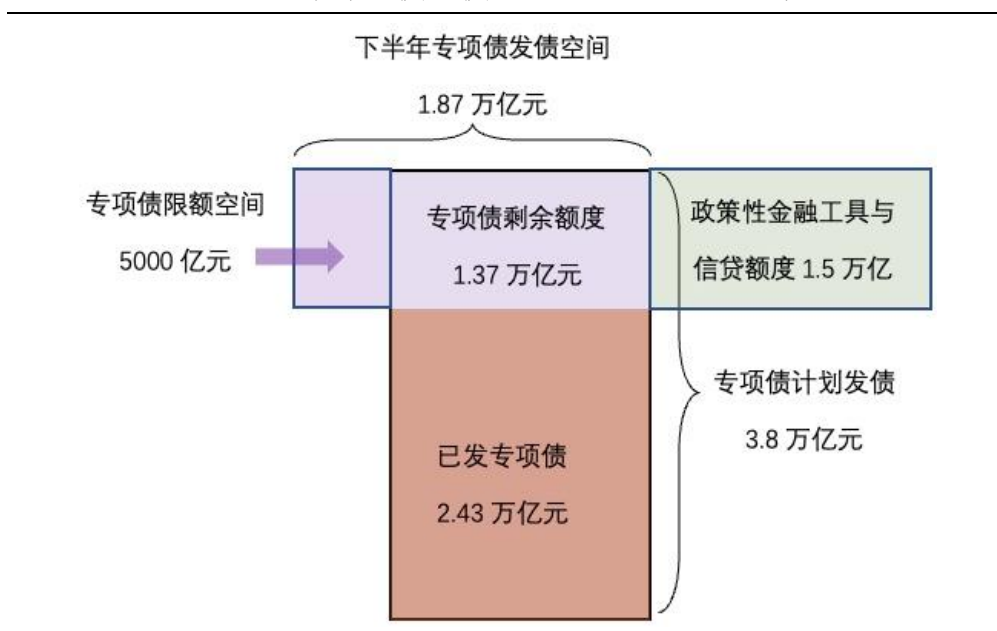 下半年专项债发债空间
1.87 万亿元
专项债限额空间
5000 亿元
专项债剩余额度
1.37 万亿元
政策性金融工具与
信贷额度 1.5 万亿
专项债计划发债
3.8 万亿元
已发专项债
2.43 万亿元